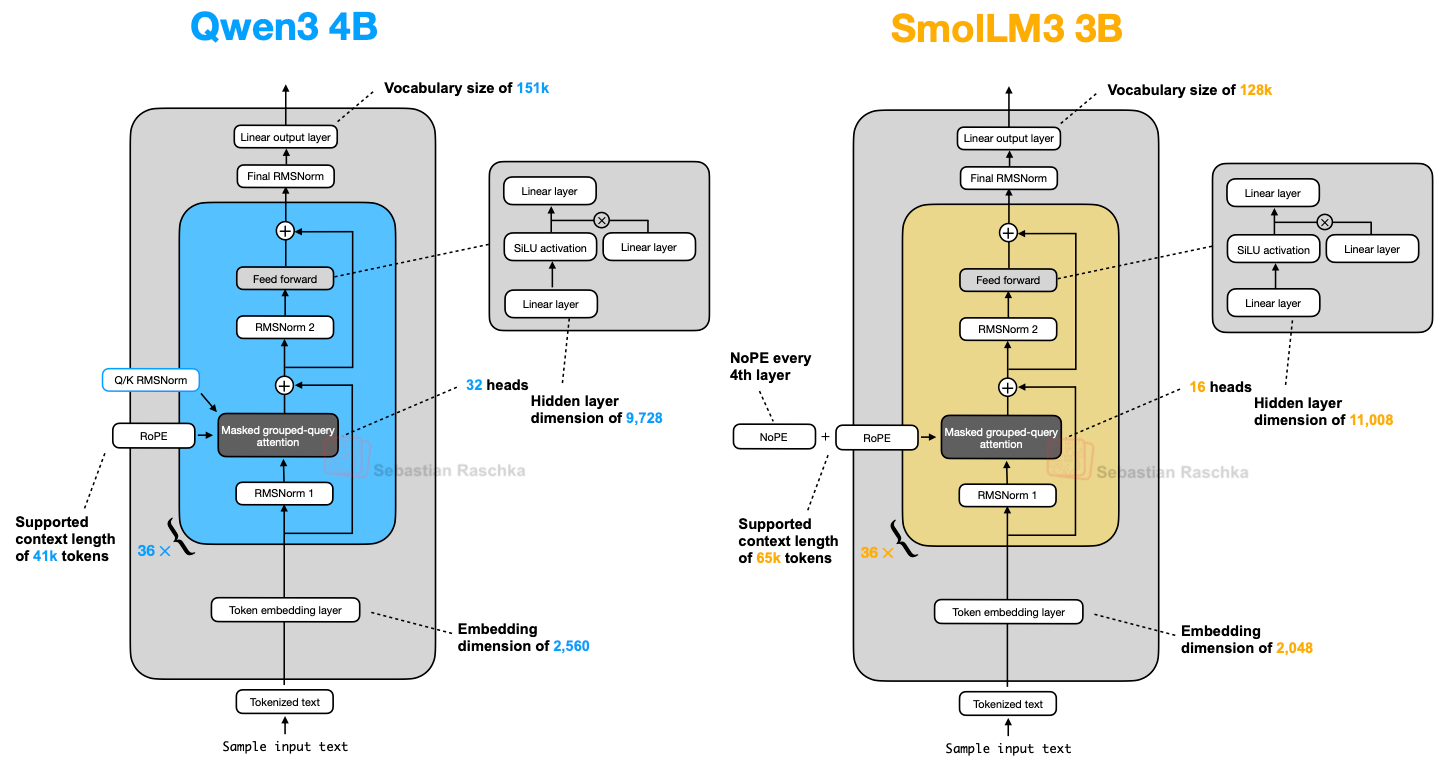 Qwen3 4B
Vocabulary size of 151k
Linear output layer
Final RMSNorm
Linear layer
SiLU activation
Linear layer
Linear layer
Feed forward
RMSNorm 2
Q/K RMSNorm
32 heads
Hidden layer
dimension of 9,728
RoPE
Masked grouped-query
attention
Sebastian Raschka
RMSNorm 1
Supported
context length
of 41k tokens
36 ×
Token embedding layer
Embedding
dimension of 2,560
Tokenized text
Sample input text
SmolLM3 3B
Vocabulary size of 128k
Linear output layer
Final RMSNorm
Linear layer
SiLU activation
Linear layer
Linear layer
Feed forward
RMSNorm 2
NoPE every
4th layer
16 heads
Hidden layer
dimension of 11,008
NoPE
+
RoPE
Masked grouped-query
attention
Sebastian Raschka
RMSNorm 1
Supported
context length
of 65k tokens
36 ×
Token embedding layer
Embedding
dimension of 2,048
Tokenized text
Sample input text